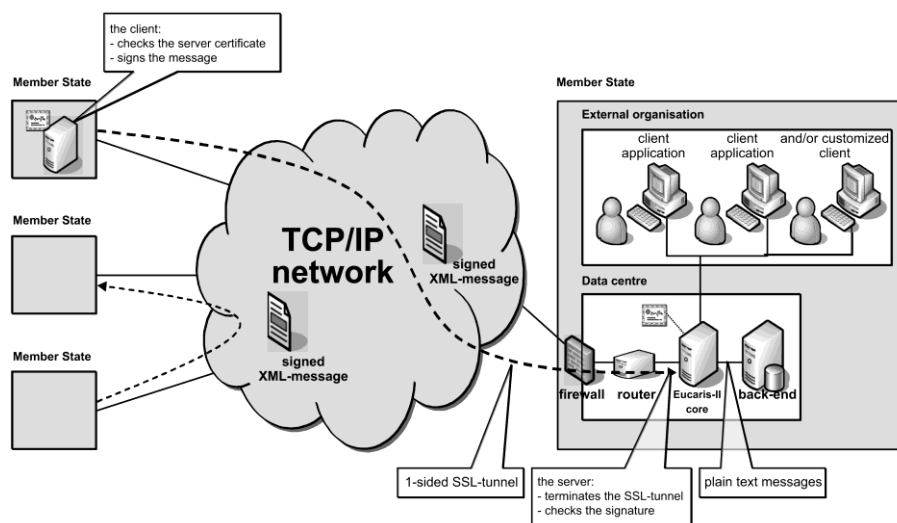 the client:
- checks the server certificate
- signs the message
Member State
Member State
External organisation
client
application
client
application
and/or customized
client
Member State
TCP/IP
network
signed
XML-message
signed
XML-message
Data centre
Member State
firewall
router
Eucaris-II
core
back-end
1-sided SSL-tunnel
the server:
- terminates the SSL-tunnel
- checks the signature
plain text messages